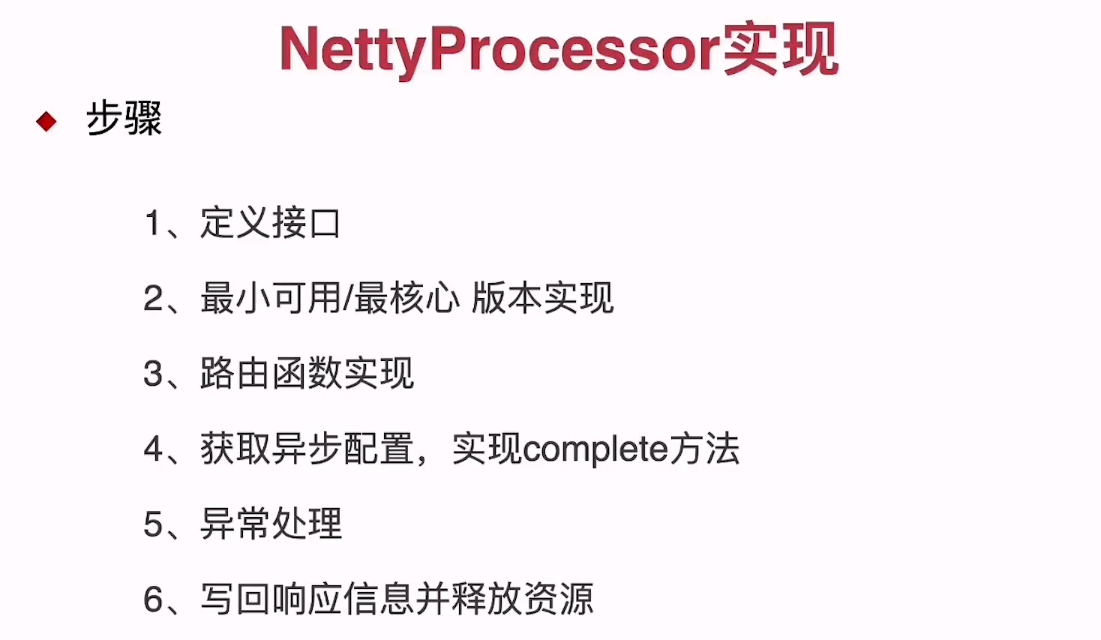 NettyProcessor实现
步骤
1、定义接口
2、最小可用/最核心 版本实现
3、路由函数实现
4、获取异步配置，实现complete方法
5、异常处理
6、写回响应信息并释放资源